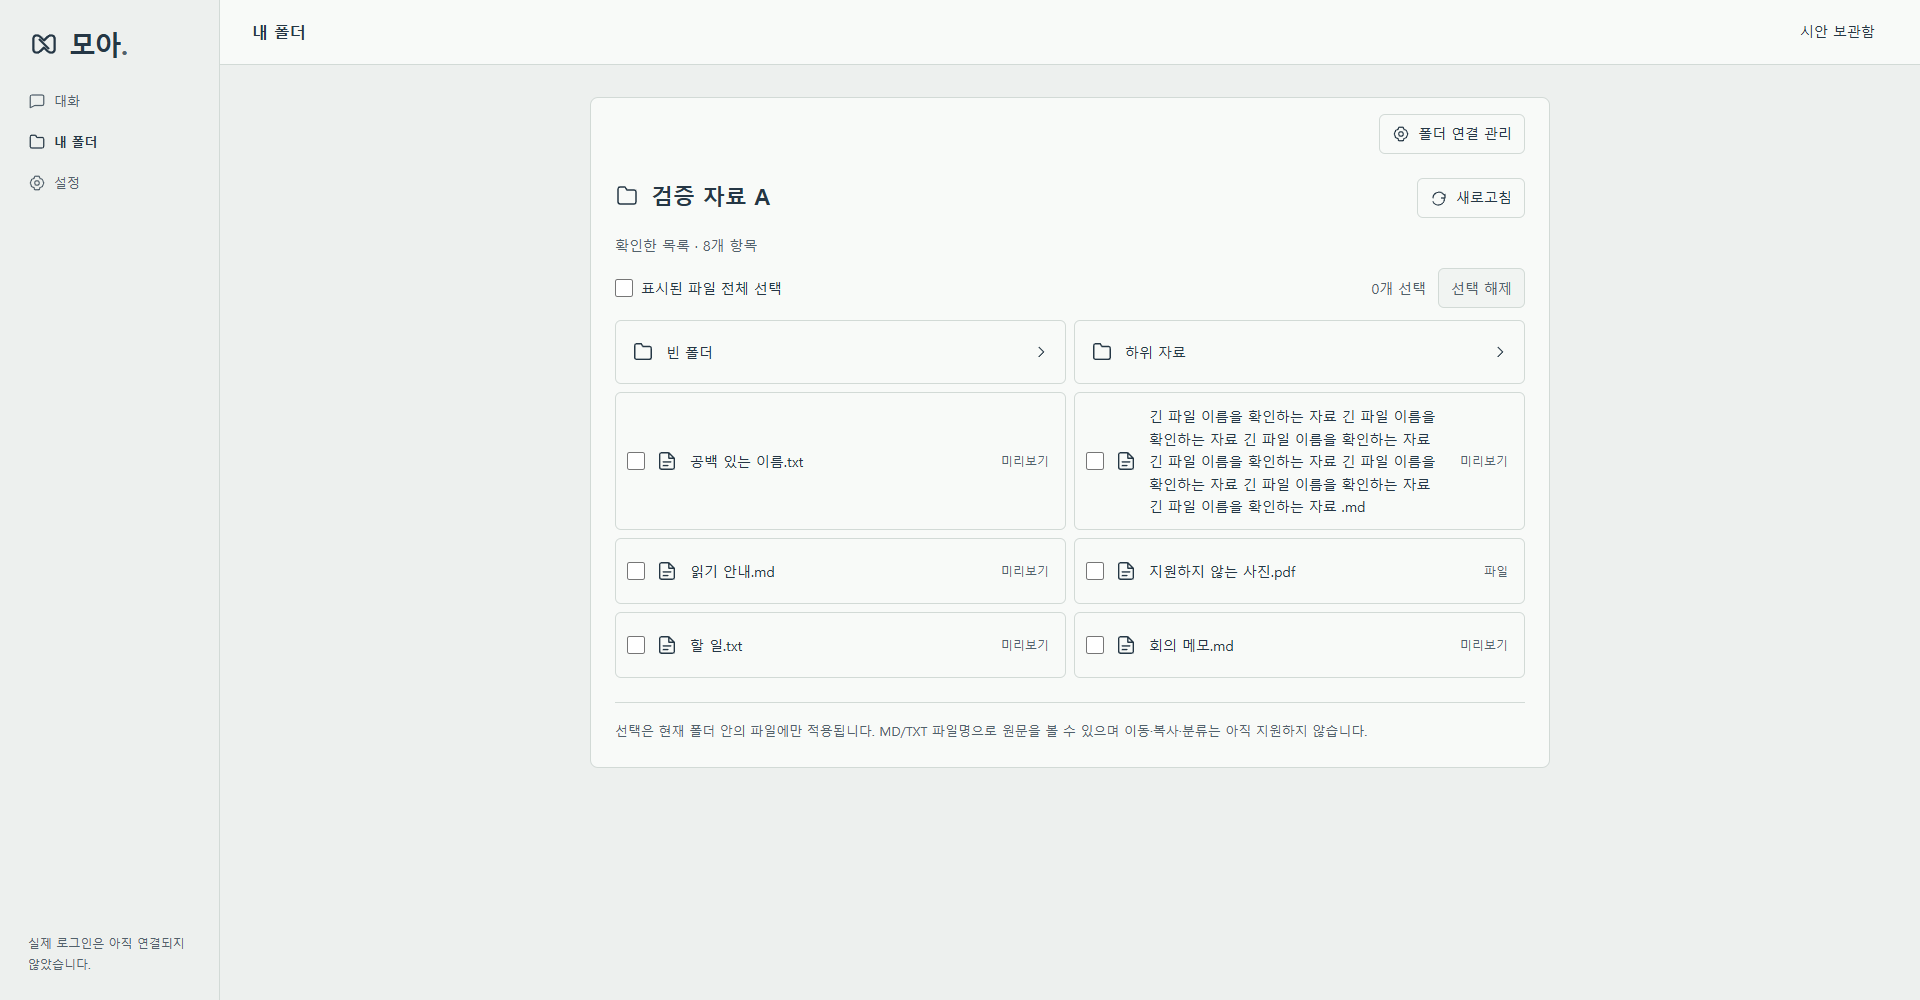 모아.
대화
내 폴더
설정
실제 로그인은 아직 연결되지
않았습니다.
내 폴더
시안 보관함
폴더 연결 관리
검증 자료 A
새로고침
확인한 목록 · 8개 항목
표시된 파일 전체 선택
0개 선택
선택 해제
빈 폴더
하위 자료
공백 있는 이름.txt
미리보기
긴 파일 이름을 확인하는 자료 긴 파일 이름을
확인하는 자료 긴 파일 이름을 확인하는 자료
긴 파일 이름을 확인하는 자료 긴 파일 이름을
확인하는 자료 긴 파일 이름을 확인하는 자료
긴 파일 이름을 확인하는 자료 .md
미리보기
읽기 안내.md
미리보기
지원하지 않는 사진.pdf
파일
할 일.txt
미리보기
회의 메모.md
미리보기
선택은 현재 폴더 안의 파일에만 적용됩니다. MD/TXT 파일명으로 원문을 볼 수 있으며 이동·복사·분류는 아직 지원하지 않습니다.